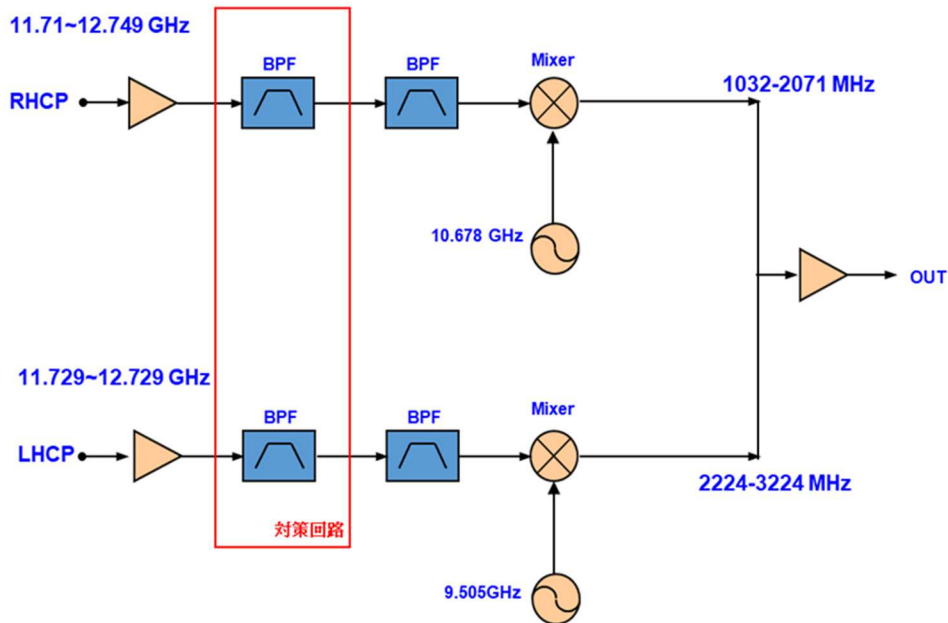 11.71~12.749 GHz
BPF
BPF
Mixer
RHCP
1032-2071 MHz
10.678 GHz
OUT
11.729~12.729 GHz
BPF
BPF
Mixer
LHCP
2224-3224 MHz
対策回路
9.505GHz